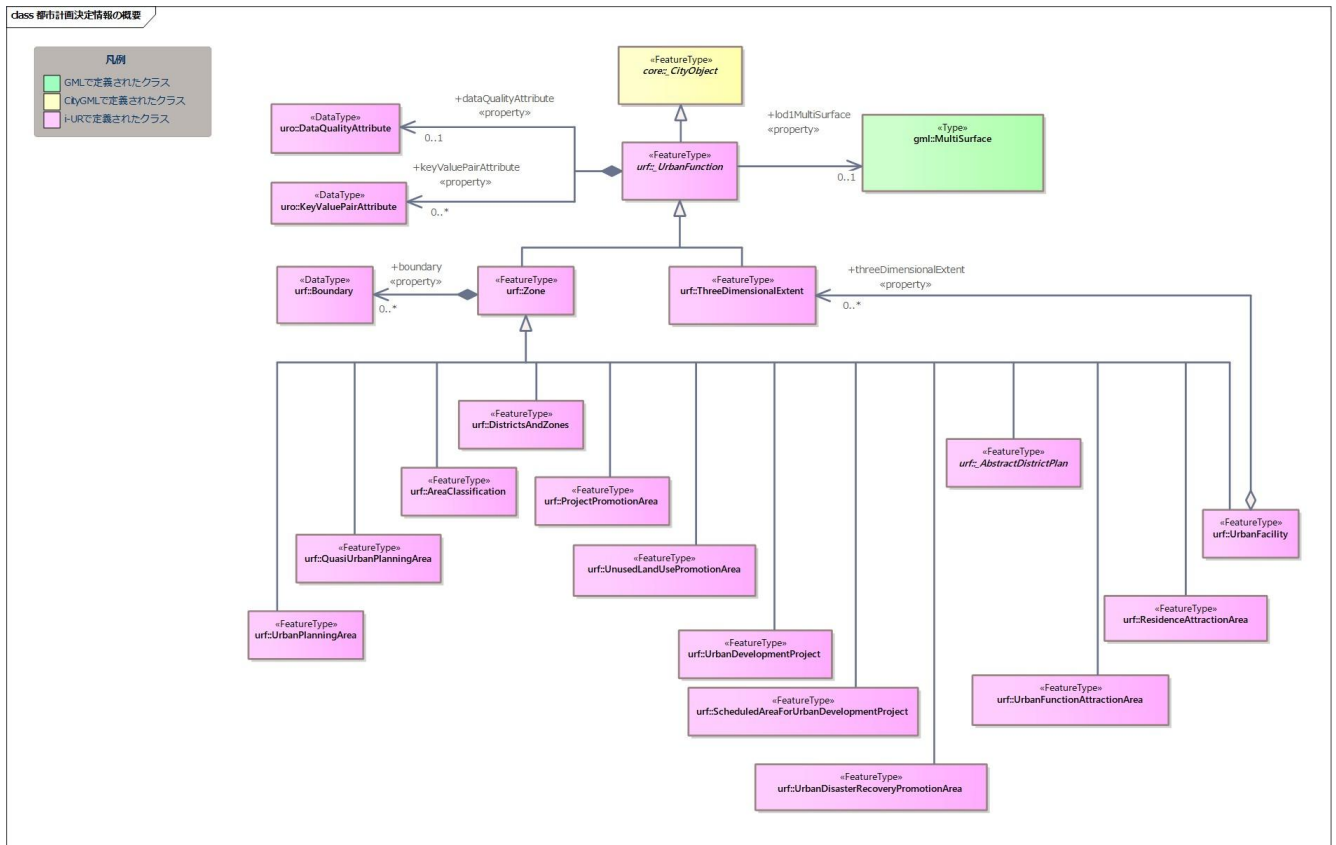 class 都市計画決定情報の概要
凡例
GMLで定義されたクラス
CityGMLで定義されたクラス
i-URで定義されたクラス
«FeatureType»
core::_CityObject
+dataQualityAttribute
«property»
0..1
«DataType»
uro::DataQualityAttribute
+lod1MultiSurface
«property»
0..1
«Type»
gml::MultiSurface
«FeatureType»
urf::_UrbanFunction
+keyValuePairAttribute
«property»
0..*
«DataType»
uro::KeyValuePairAttribute
«DataType»
urf::Boundary
+boundary
«property»
0..*
«FeatureType»
urf::Zone
«FeatureType»
urf::ThreeDimensionalExtent
+threeDimensionalExtent
«property»
0..*
«FeatureType»
urf::DistrictsAndZones
«FeatureType»
urf::_AbstractDistrictPlan
«FeatureType»
urf::AreaClassification
«FeatureType»
urf::ProjectPromotionArea
«FeatureType»
urf::UrbanFacility
«FeatureType»
urf::QuasiUrbanPlanningArea
«FeatureType»
urf::UnusedLandUsePromotionArea
«FeatureType»
urf::ResidenceAttractionArea
«FeatureType»
urf::UrbanPlanningArea
«FeatureType»
urf::UrbanDevelopmentProject
«FeatureType»
urf::UrbanFunctionAttractionArea
«FeatureType»
urf::ScheduledAreaForUrbanDevelopmentProject
«FeatureType»
urf::UrbanDisasterRecoveryPromotionArea